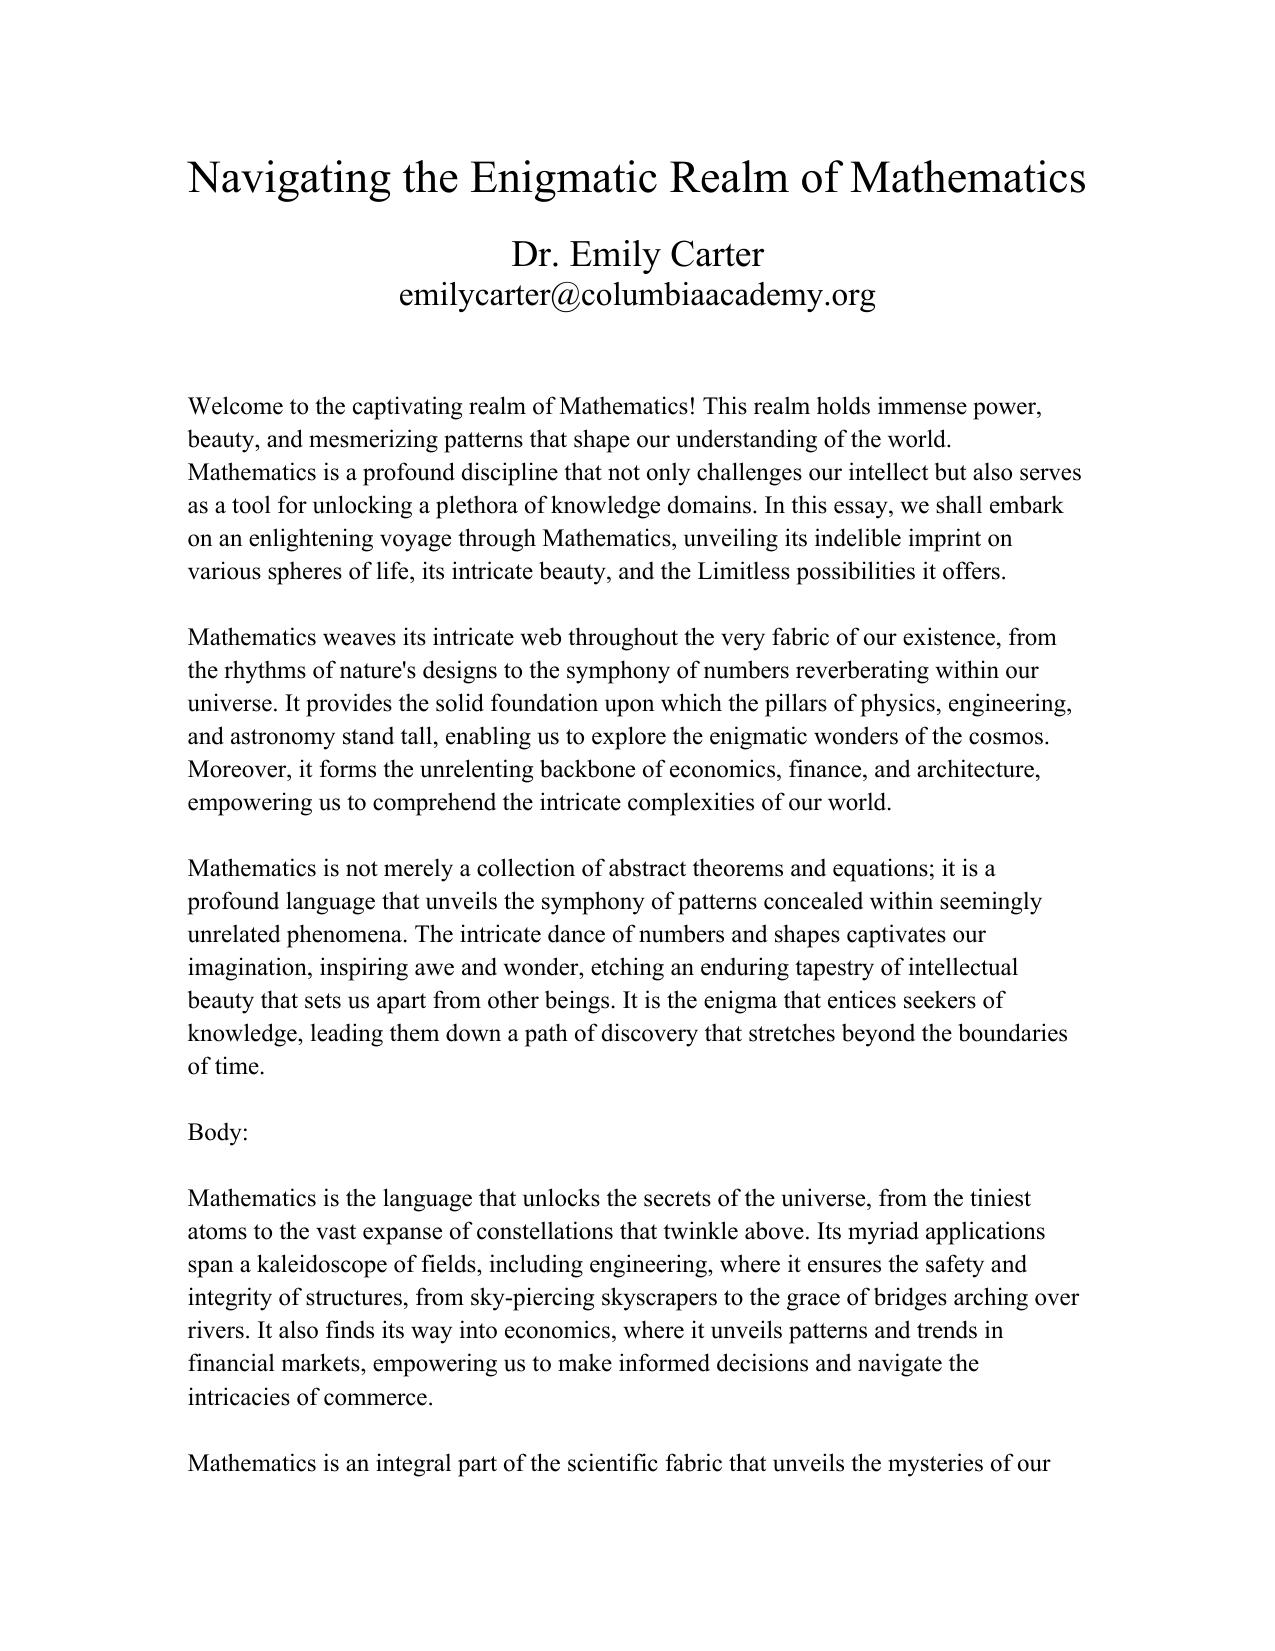 Navigating the Enigmatic Realm of Mathematics
Dr. Emily Carter
emilycarter@columbiaacademy.org
Welcome to the captivating realm of Mathematics! This realm holds immense power,
beauty, and mesmerizing patterns that shape our understanding of the world.
Mathematics is a profound discipline that not only challenges our intellect but also serves
as a tool for unlocking a plethora of knowledge domains. In this essay, we shall embark
on an enlightening voyage through Mathematics, unveiling its indelible imprint on
various spheres of life, its intricate beauty, and the Limitless possibilities it offers.
Mathematics weaves its intricate web throughout the very fabric of our existence, from
the rhythms of nature's designs to the symphony of numbers reverberating within our
universe. It provides the solid foundation upon which the pillars of physics, engineering,
and astronomy stand tall, enabling us to explore the enigmatic wonders of the cosmos.
Moreover, it forms the unrelenting backbone of economics, finance, and architecture,
empowering us to comprehend the intricate complexities of our world.
Mathematics is not merely a collection of abstract theorems and equations; it is a
profound language that unveils the symphony of patterns concealed within seemingly
unrelated phenomena. The intricate dance of numbers and shapes captivates our
imagination, inspiring awe and wonder, etching an enduring tapestry of intellectual
beauty that sets us apart from other beings. It is the enigma that entices seekers of
knowledge, leading them down a path of discovery that stretches beyond the boundaries
of time.
Body:
Mathematics is the language that unlocks the secrets of the universe, from the tiniest
atoms to the vast expanse of constellations that twinkle above. Its myriad applications
span a kaleidoscope of fields, including engineering, where it ensures the safety and
integrity of structures, from sky-piercing skyscrapers to the grace of bridges arching over
rivers. It also finds its way into economics, where it unveils patterns and trends in
financial markets, empowering us to make informed decisions and navigate the
intricacies of commerce.
Mathematics is an integral part of the scientific fabric that unveils the mysteries of our